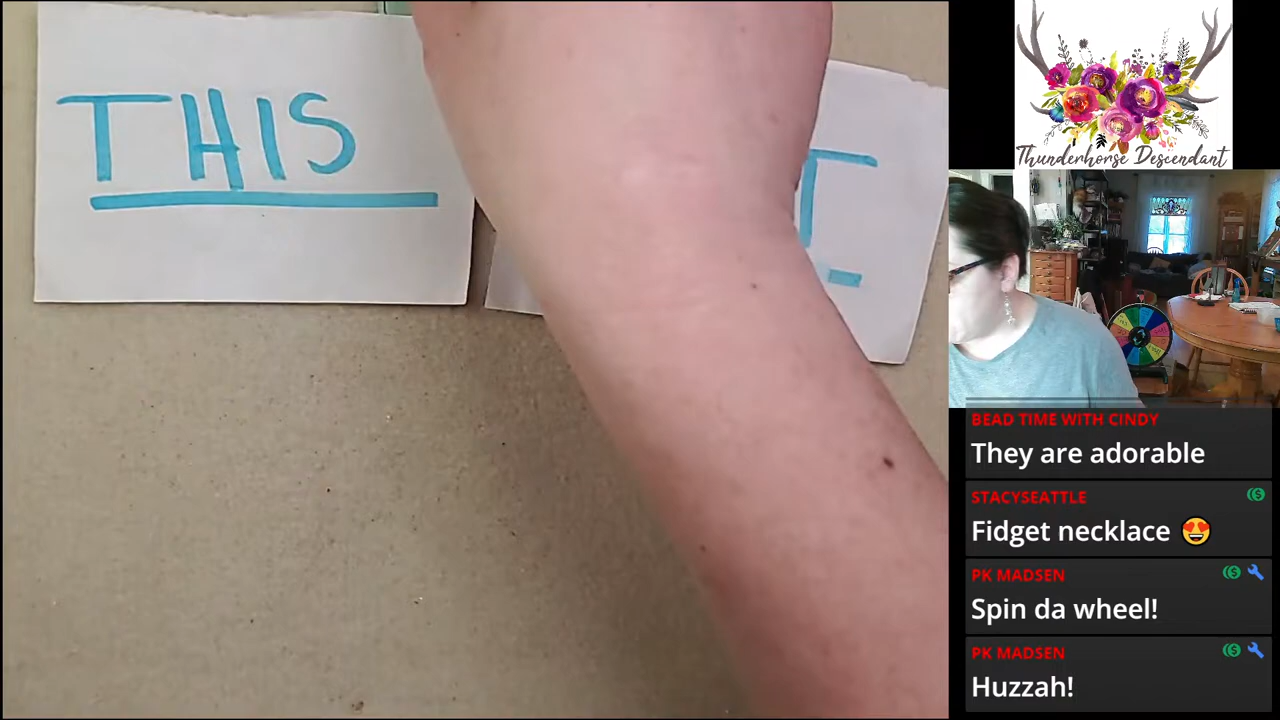 THIS
T
Thunderhorse Descendant
BEAD TIME WITH CINDY
They are adorable
STACYSEATTLE
Fidget necklace 😍
PK MADSEN
Spin da wheel!
PK MADSEN
Huzzah!